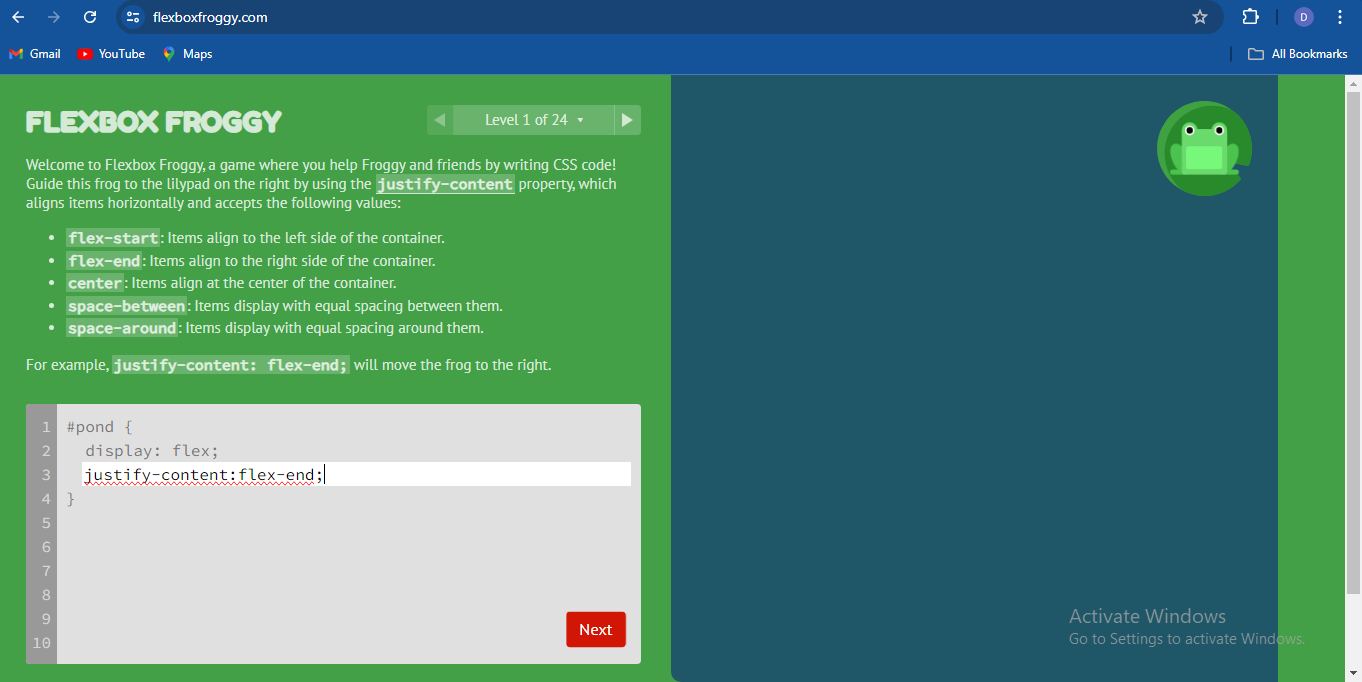 flexboxfroggy.com
D
Gmail YouTube Maps All Bookmarks
FLEXBOX FROGGY
Level 1 of 24
Welcome to Flexbox Froggy, a game where you help Froggy and friends by writing CSS code!
Guide this frog to the lilypad on the right by using the justify-content property, which
aligns items horizontally and accepts the following values:
• flex-start: Items align to the left side of the container.
• flex-end: Items align to the right side of the container.
• center: Items align at the center of the container.
• space-between: Items display with equal spacing between them.
• space-around: Items display with equal spacing around them.
For example, justify-content: flex-end; will move the frog to the right.
1 #pond {
2 display: flex;
3 justify-content:flex-end;
4 }
5
6
7
8
9
10
Next
Activate Windows
Go to Settings to activate Windows.